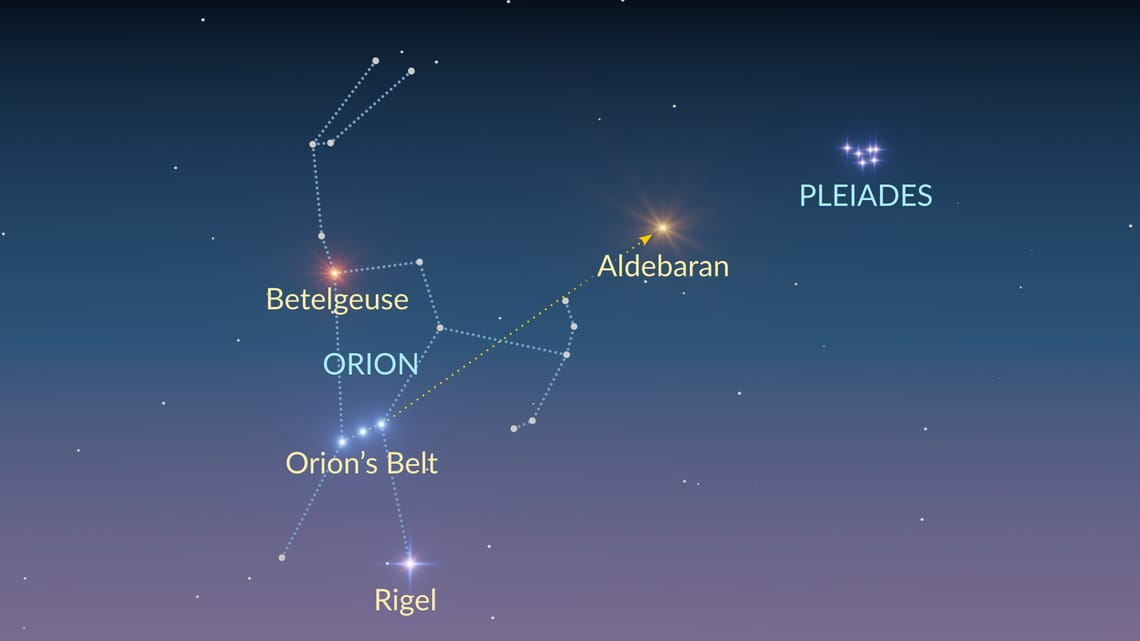 PLEIADES
Aldebaran
Betelgeuse
ORION
Orion’s Belt
Rigel